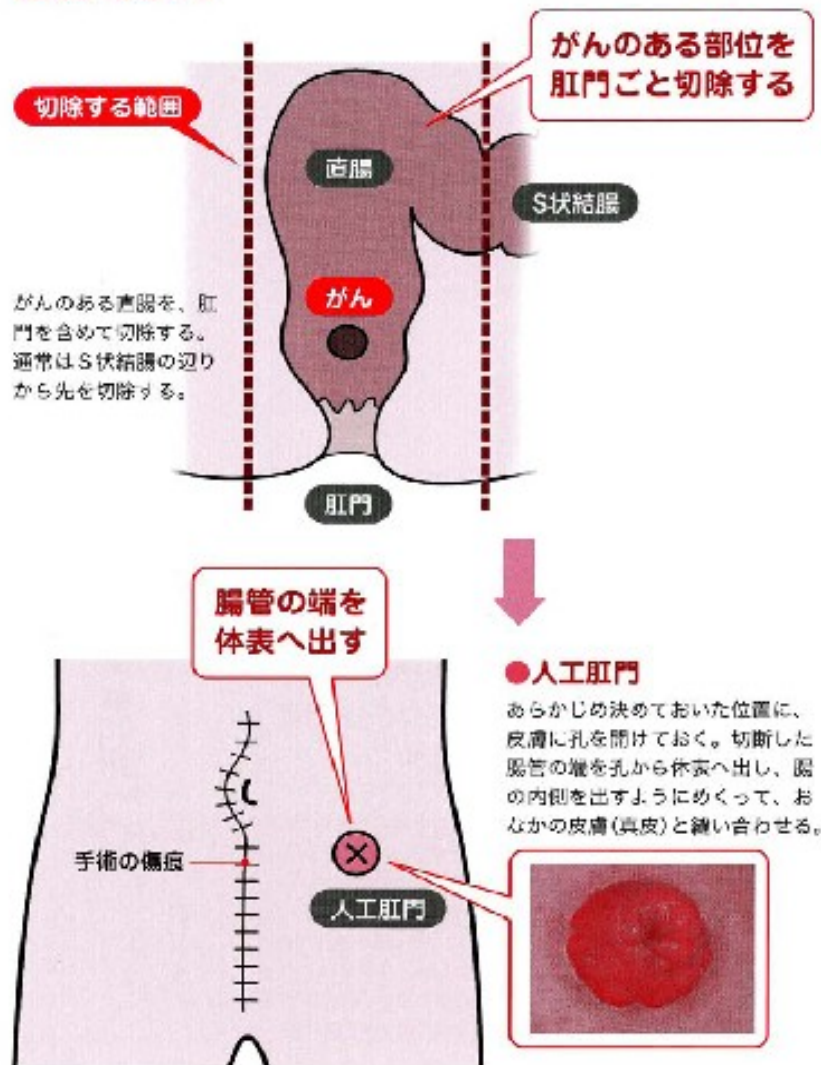 がんのある部位を
肛門ごと切除する
切除する範囲
直腸
S状結腸
がん
がんのある直腸を、肛
門を含めて切除する。
通常はS状結腸の辺り
から先を切除する。
肛門
腸管の端を
体表へ出す
●人工肛門
あらかじめ決めておいた位置に、
皮膚に孔を開けておく。切断した
腸管の端を孔から体表へ出し、腸
の内側を出すようにめくって、お
なかの皮膚(真皮)と縫い合わせる。
手術の傷痕
人工肛門